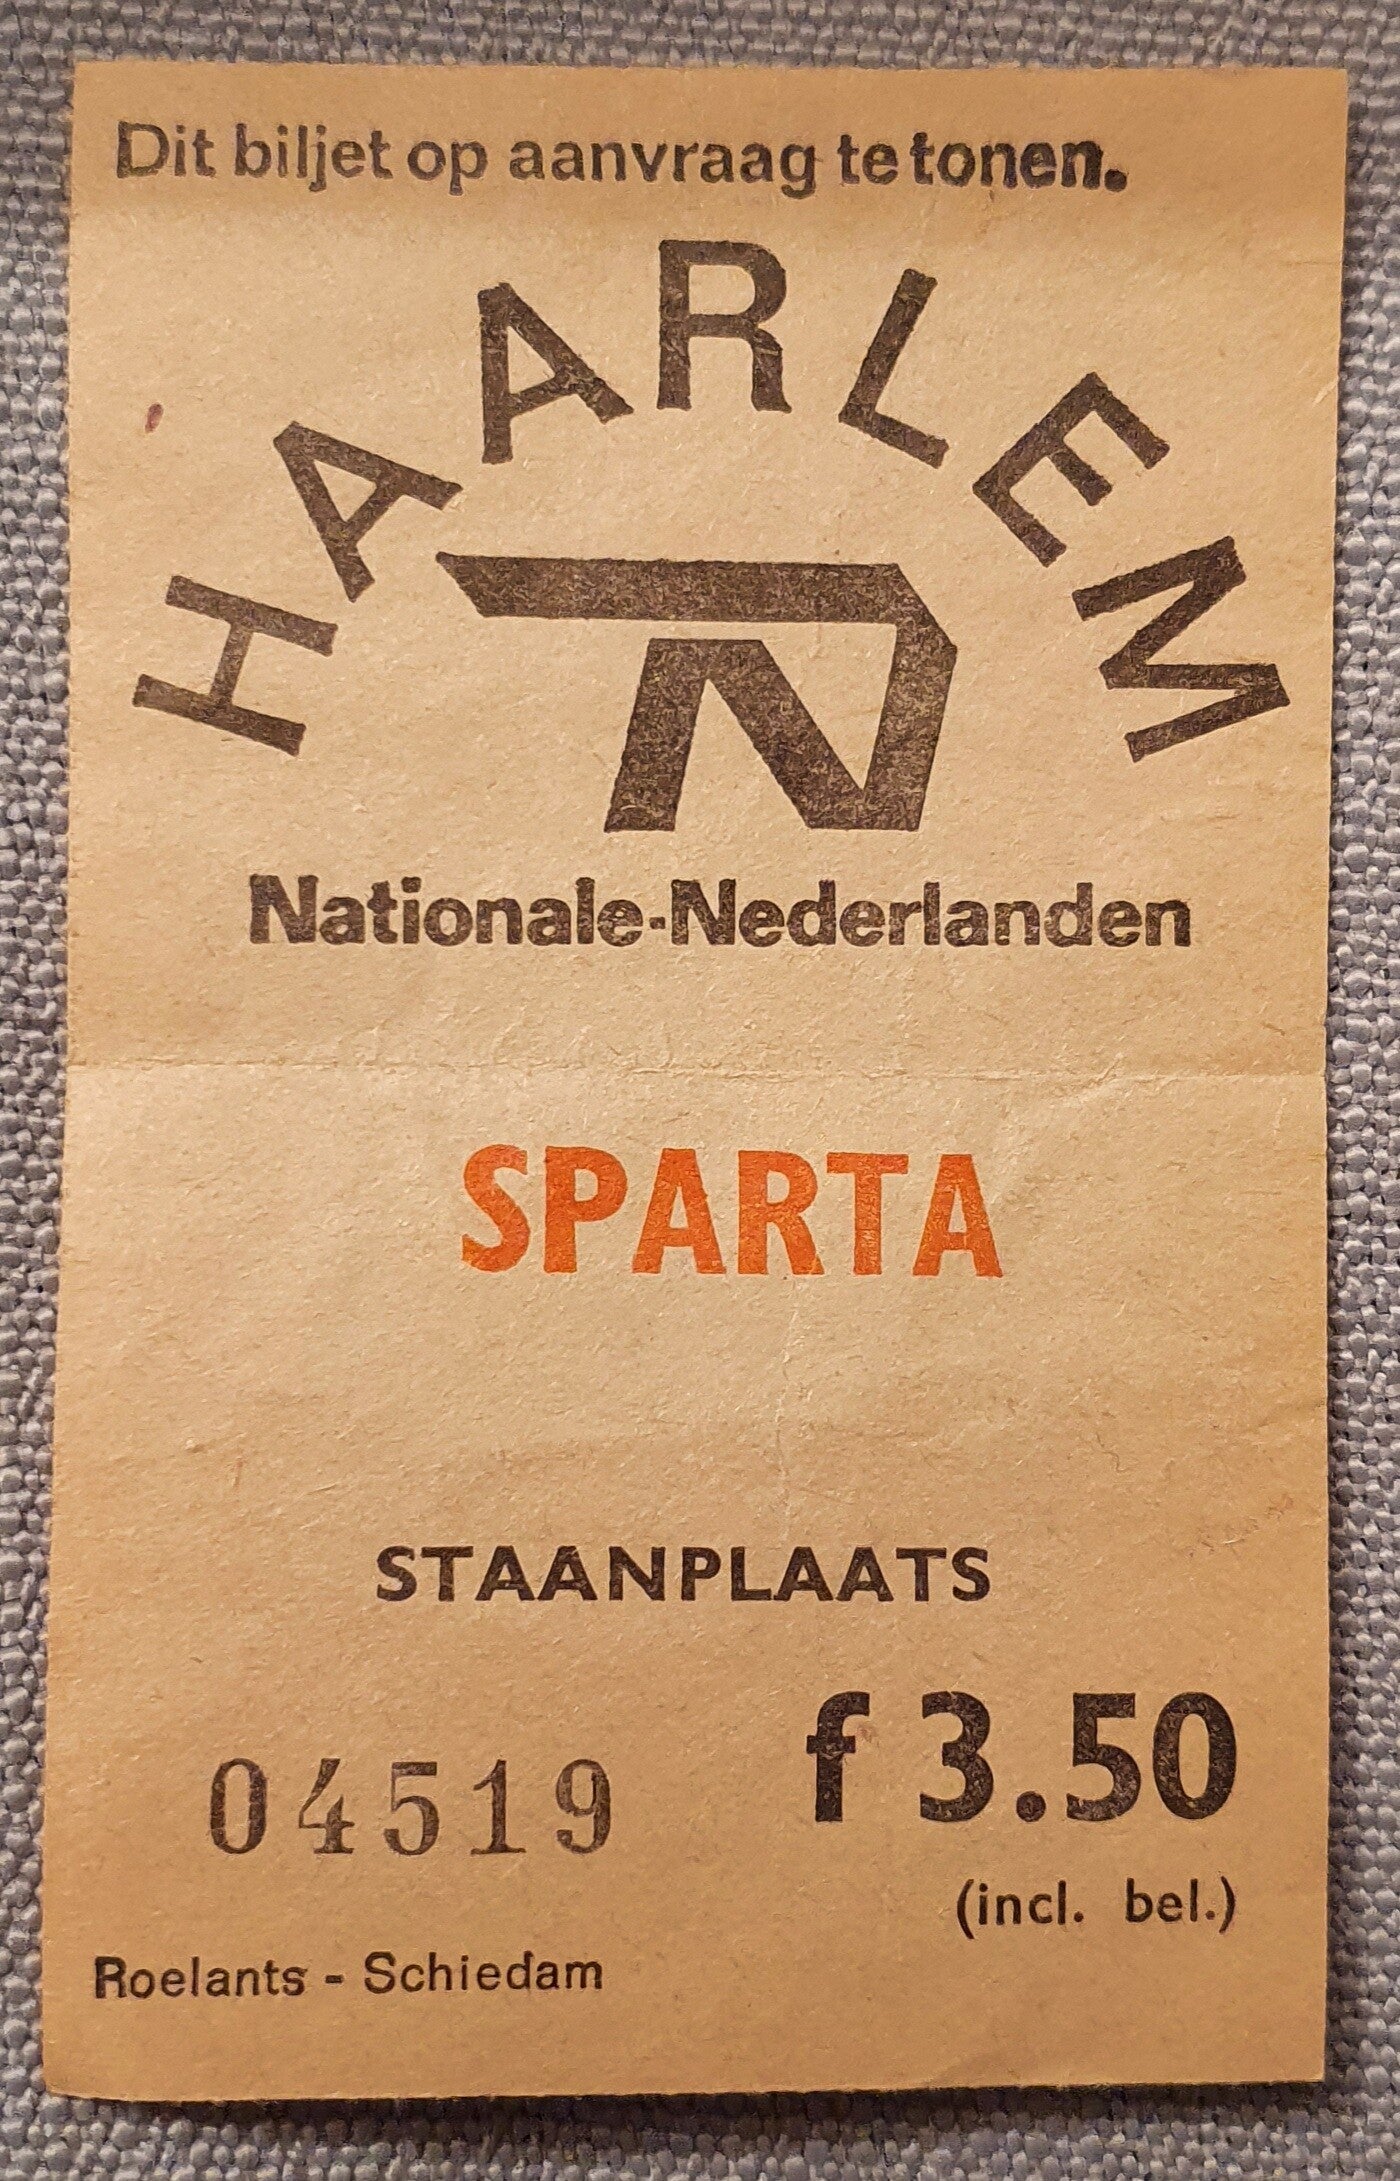 Dit biljet op aanvraag te tonen.
HAARLEM
N
Nationale-Nederlanden
SPARTA
STAANPLAATS
f 3.50
04519
(incl. bel.)
Roelants - Schiedam